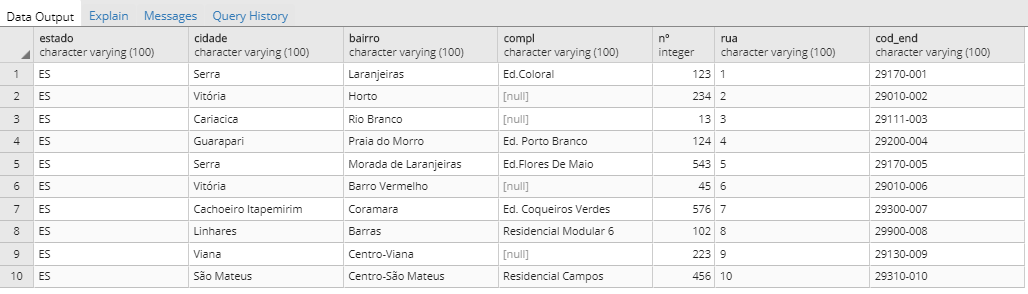 Data Output Explain Messages Query History
estado cidade bairro compl nº rua cod_end
character varying (100) character varying (100) character varying (100) character varying (100) integer character varying (100) character varying (100)
1 ES Serra Laranjeiras Ed.Coloral 123 1 29170-001
2 ES Vitória Horto [null] 234 2 29010-002
3 ES Cariacica Rio Branco [null] 13 3 29111-003
4 ES Guarapari Praia do Morro Ed. Porto Branco 124 4 29200-004
5 ES Serra Morada de Laranjeiras Ed.Flores De Maio 543 5 29170-005
6 ES Vitória Barro Vermelho [null] 45 6 29010-006
7 ES Cachoeiro Itapemirim Coramara Ed. Coqueiros Verdes 576 7 29300-007
8 ES Linhares Barras Residencial Modular 6 102 8 29900-008
9 ES Viana Centro-Viana [null] 223 9 29130-009
10 ES São Mateus Centro-São Mateus Residencial Campos 456 10 29310-010